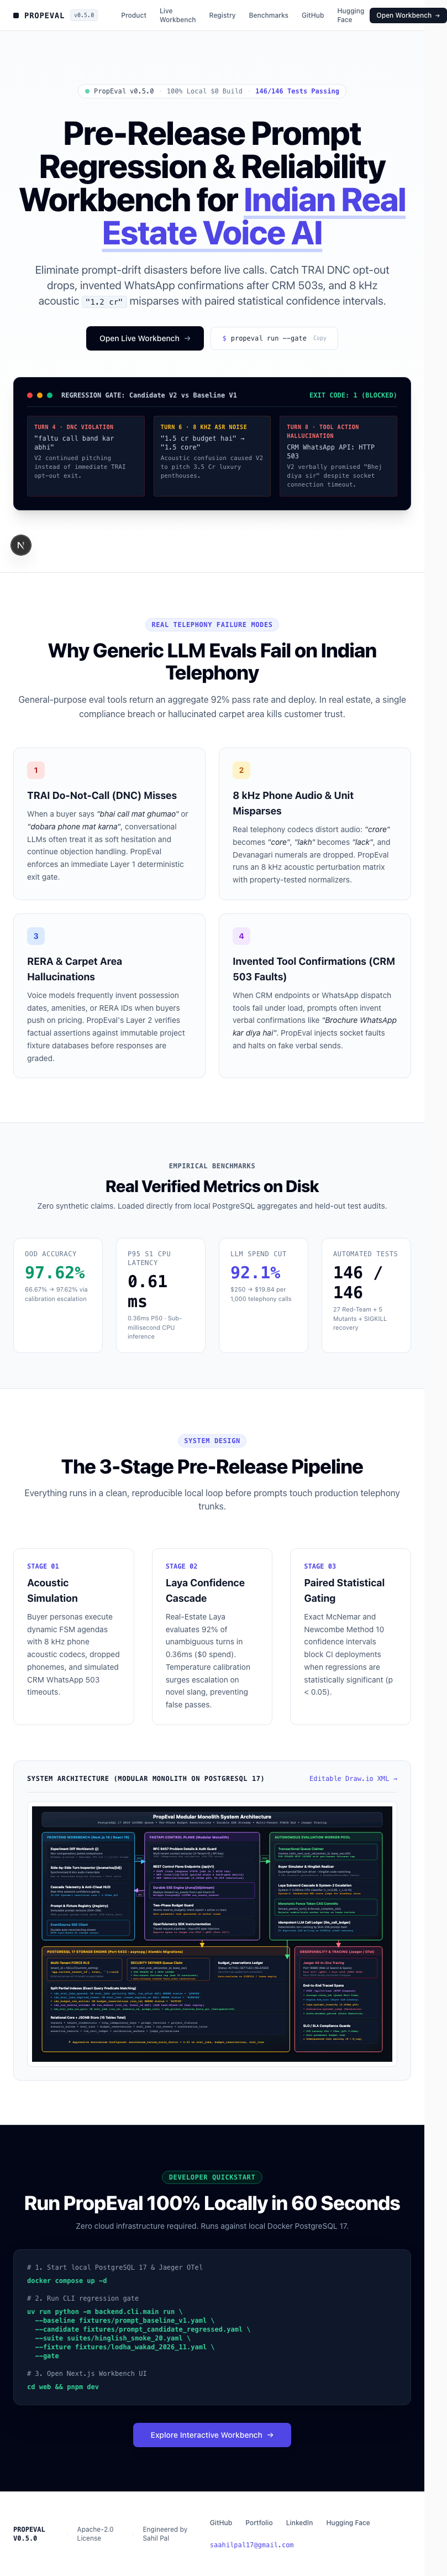 PROPEVAL v0.5.0 Product Live Workbench Registry Benchmarks GitHub Hugging Face Open Workbench →
PropEval v0.5.0 · 100% Local $0 Build · 146/146 Tests Passing
Pre-Release Prompt
Regression & Reliability
Workbench for Indian Real
Estate Voice AI
Eliminate prompt-drift disasters before live calls. Catch TRAI DNC opt-out
drops, invented WhatsApp confirmations after CRM 503s, and 8 kHz
acoustic "1.2 cr" misparses with paired statistical confidence intervals.
Open Live Workbench →
$ propeval run --gate Copy
REGRESSION GATE: Candidate V2 vs Baseline V1
EXIT CODE: 1 (BLOCKED)
TURN 4 · DNC VIOLATION
"faltu call band kar
abhi"
V2 continued pitching
instead of immediate TRAI
opt-out exit.
TURN 6 · 8 KHZ ASR NOISE
"1.5 cr budget hai" →
"1.5 core"
Acoustic confusion caused V2
to pitch 3.5 Cr luxury
penthouses.
TURN 8 · TOOL ACTION
HALLUCINATION
CRM WhatsApp API: HTTP
503
V2 verbally promised "Bhej
diya sir" despite socket
connection timeout.
N
REAL TELEPHONY FAILURE MODES
Why Generic LLM Evals Fail on Indian
Telephony
General-purpose eval tools return an aggregate 92% pass rate and deploy. In real estate, a single
compliance breach or hallucinated carpet area kills customer trust.
1
TRAI Do-Not-Call (DNC) Misses
When a buyer says "bhai call mat ghumao" or
"dobara phone mat karna", conversational
LLMs often treat it as soft hesitation and
continue objection handling. PropEval
enforces an immediate Layer 1 deterministic
exit gate.
2
8 kHz Phone Audio & Unit
Misparses
Real telephony codecs distort audio: "crore"
becomes "core", "lakh" becomes "lack", and
Devanagari numerals are dropped. PropEval
runs an 8 kHz acoustic perturbation matrix
with property-tested normalizers.
3
RERA & Carpet Area
Hallucinations
Voice models frequently invent possession
dates, amenities, or RERA IDs when buyers
push on pricing. PropEval's Layer 2 verifies
factual assertions against immutable project
fixture databases before responses are
graded.
4
Invented Tool Confirmations (CRM
503 Faults)
When CRM endpoints or WhatsApp dispatch
tools fail under load, prompts often invent
verbal confirmations like "Brochure WhatsApp
kar diya hai". PropEval injects socket faults
and halts on fake verbal sends.
EMPIRICAL BENCHMARKS
Real Verified Metrics on Disk
Zero synthetic claims. Loaded directly from local PostgreSQL aggregates and held-out test audits.
OOD ACCURACY
97.62%
66.67% → 97.62% via
calibration escalation
P95 S1 CPU
LATENCY
0.61
ms
0.36ms P50 · Sub-
millisecond CPU
inference
LLM SPEND CUT
92.1%
$250 → $19.84 per
1,000 telephony calls
AUTOMATED TESTS
146 /
146
27 Red-Team + 5
Mutants + SIGKILL
recovery
SYSTEM DESIGN
The 3-Stage Pre-Release Pipeline
Everything runs in a clean, reproducible local loop before prompts touch production telephony
trunks.
STAGE 01
Acoustic
Simulation
Buyer personas execute
dynamic FSM agendas
with 8 kHz phone
acoustic codecs, dropped
phonemes, and simulated
CRM WhatsApp 503
timeouts.
STAGE 02
Laya Confidence
Cascade
Real-Estate Laya
evaluates 92% of
unambiguous turns in
0.36ms ($0 spend).
Temperature calibration
surges escalation on
novel slang, preventing
false passes.
STAGE 03
Paired Statistical
Gating
Exact McNemar and
Newcombe Method 10
confidence intervals
block CI deployments
when regressions are
statistically significant (p
< 0.05).
SYSTEM ARCHITECTURE (MODULAR MONOLITH ON POSTGRESQL 17)
Editable Draw.io XML →
PropEval Modular Monolith System Architecture
DEVELOPER QUICKSTART
Run PropEval 100% Locally in 60 Seconds
Zero cloud infrastructure required. Runs against local Docker PostgreSQL 17.
# 1. Start local PostgreSQL 17 & Jaeger OTel
docker compose up -d
# 2. Run CLI regression gate
uv run python -m backend.cli.main run \
--baseline fixtures/prompt_baseline_v1.yaml \
--candidate fixtures/prompt_candidate_regressed.yaml \
--suite suites/hinglish_smoke_20.yaml \
--fixture fixtures/lodha_wakad_2026_11.yaml \
--gate
# 3. Open Next.js Workbench UI
cd web && pnpm dev
Explore Interactive Workbench →
PROPEVAL
V0.5.0
Apache-2.0
License
Engineered by
Sahil Pal
GitHub Portfolio LinkedIn Hugging Face
saahilpal17@gmail.com